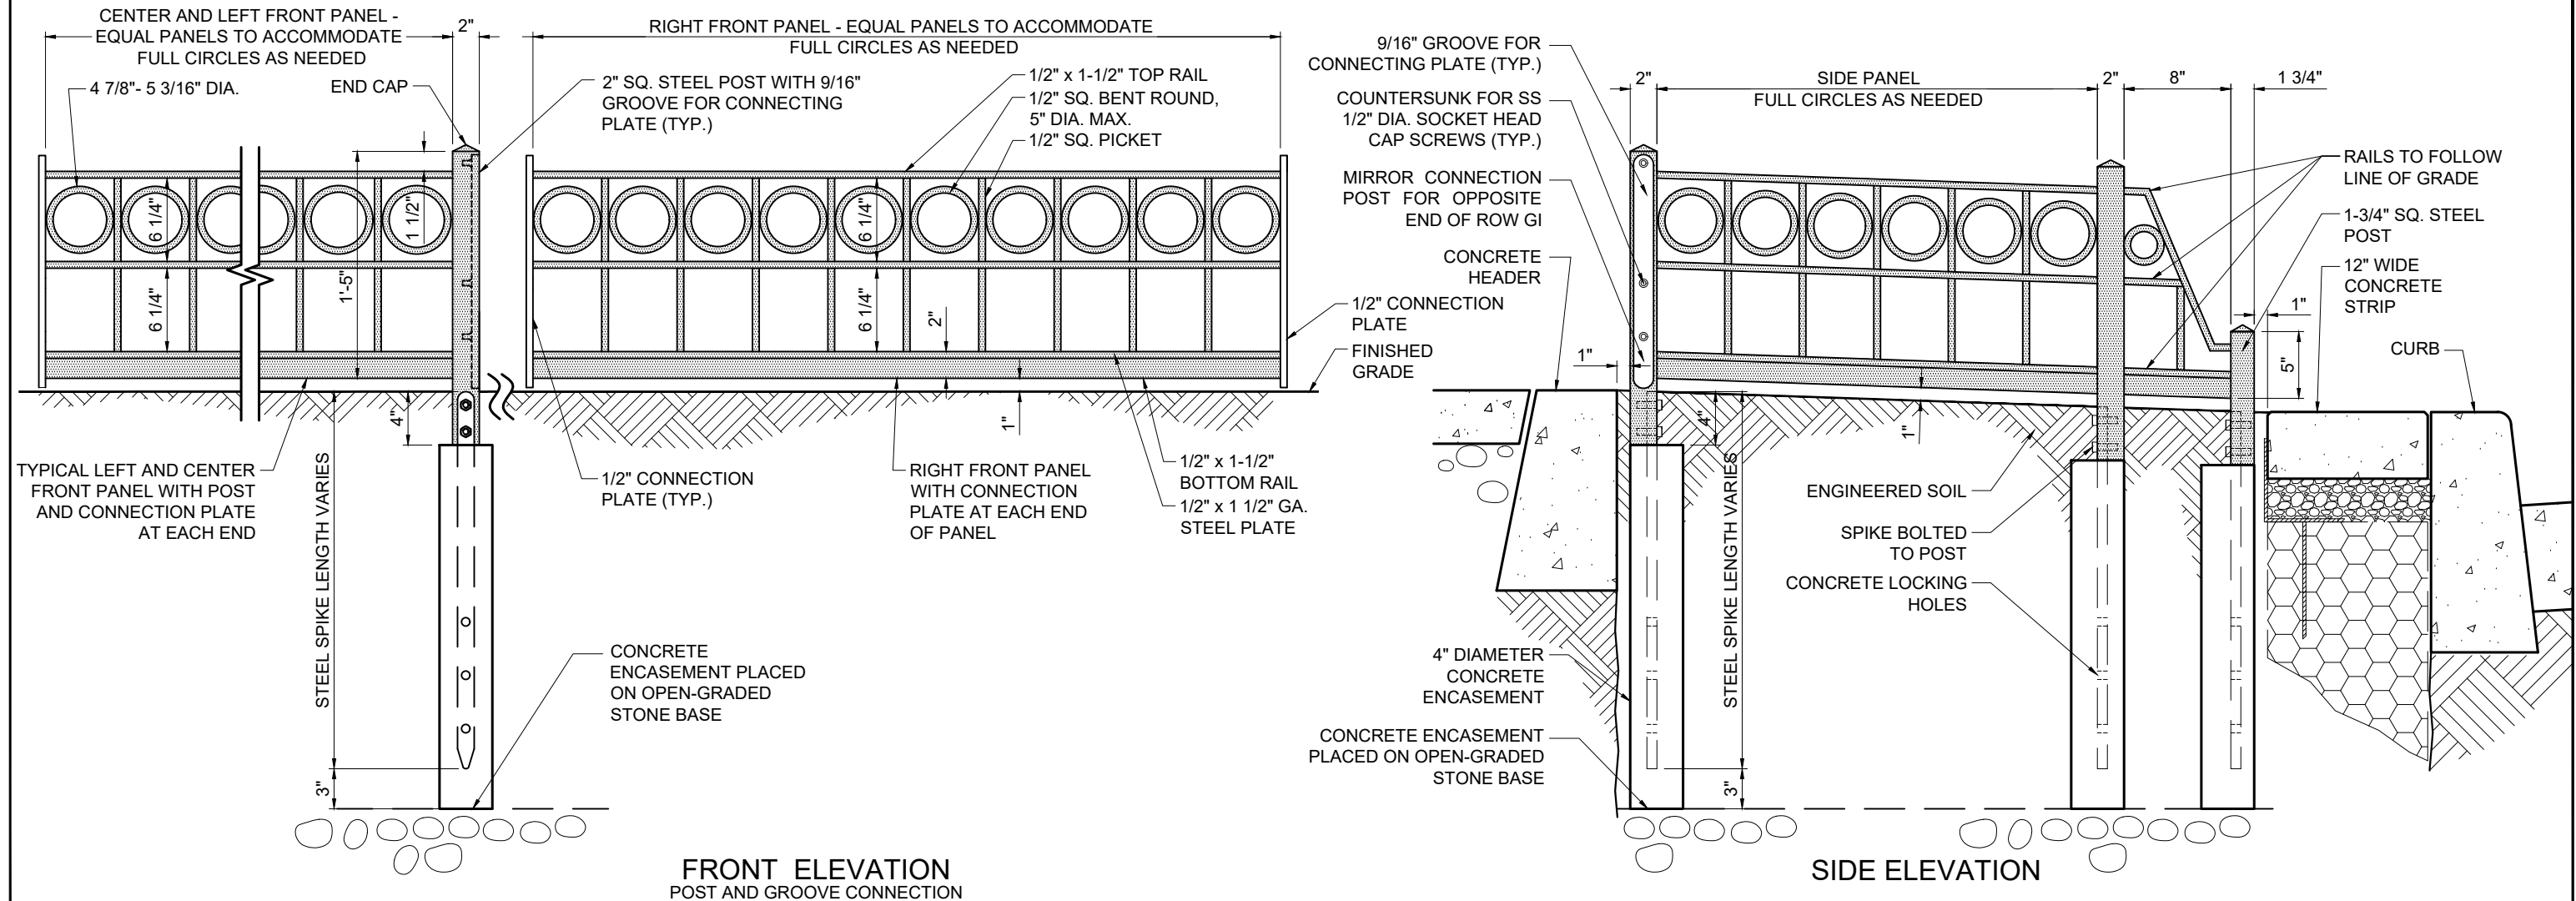 CENTER AND LEFT FRONT PANEL -
EQUAL PANELS TO ACCOMMODATE
FULL CIRCLES AS NEEDED
2"
RIGHT FRONT PANEL - EQUAL PANELS TO ACCOMMODATE
FULL CIRCLES AS NEEDED
4 7/8"- 5 3/16" DIA.
END CAP
2" SQ. STEEL POST WITH 9/16"
GROOVE FOR CONNECTING
PLATE (TYP.)
1/2" x 1-1/2" TOP RAIL
1/2" SQ. BENT ROUND,
5" DIA. MAX.
1/2" SQ. PICKET
6 1/4"
6 1/4"
1'-5"
1 1/2"
6 1/4"
6 1/4"
2"
1/2" CONNECTION
PLATE
FINISHED
GRADE
4"
1"
TYPICAL LEFT AND CENTER
FRONT PANEL WITH POST
AND CONNECTION PLATE
AT EACH END
STEEL SPIKE LENGTH VARIES
3"
1/2" CONNECTION
PLATE (TYP.)
RIGHT FRONT PANEL
WITH CONNECTION
PLATE AT EACH END
OF PANEL
1/2" x 1-1/2"
BOTTOM RAIL
1/2" x 1 1/2" GA.
STEEL PLATE
CONCRETE
ENCASEMENT PLACED
ON OPEN-GRADED
STONE BASE
FRONT ELEVATION
POST AND GROOVE CONNECTION
9/16" GROOVE FOR
CONNECTING PLATE (TYP.)
COUNTERSUNK FOR SS
1/2" DIA. SOCKET HEAD
CAP SCREWS (TYP.)
MIRROR CONNECTION
POST FOR OPPOSITE
END OF ROW GI
CONCRETE
HEADER
2"
SIDE PANEL
FULL CIRCLES AS NEEDED
2"
8"
1 3/4"
RAILS TO FOLLOW
LINE OF GRADE
1-3/4" SQ. STEEL
POST
12" WIDE
CONCRETE
STRIP
1"
5"
CURB
1"
4"
1"
STEEL SPIKE LENGTH VARIES
3"
ENGINEERED SOIL
SPIKE BOLTED
TO POST
CONCRETE LOCKING
HOLES
4" DIAMETER
CONCRETE
ENCASEMENT
CONCRETE ENCASEMENT
PLACED ON OPEN-GRADED
STONE BASE
SIDE ELEVATION